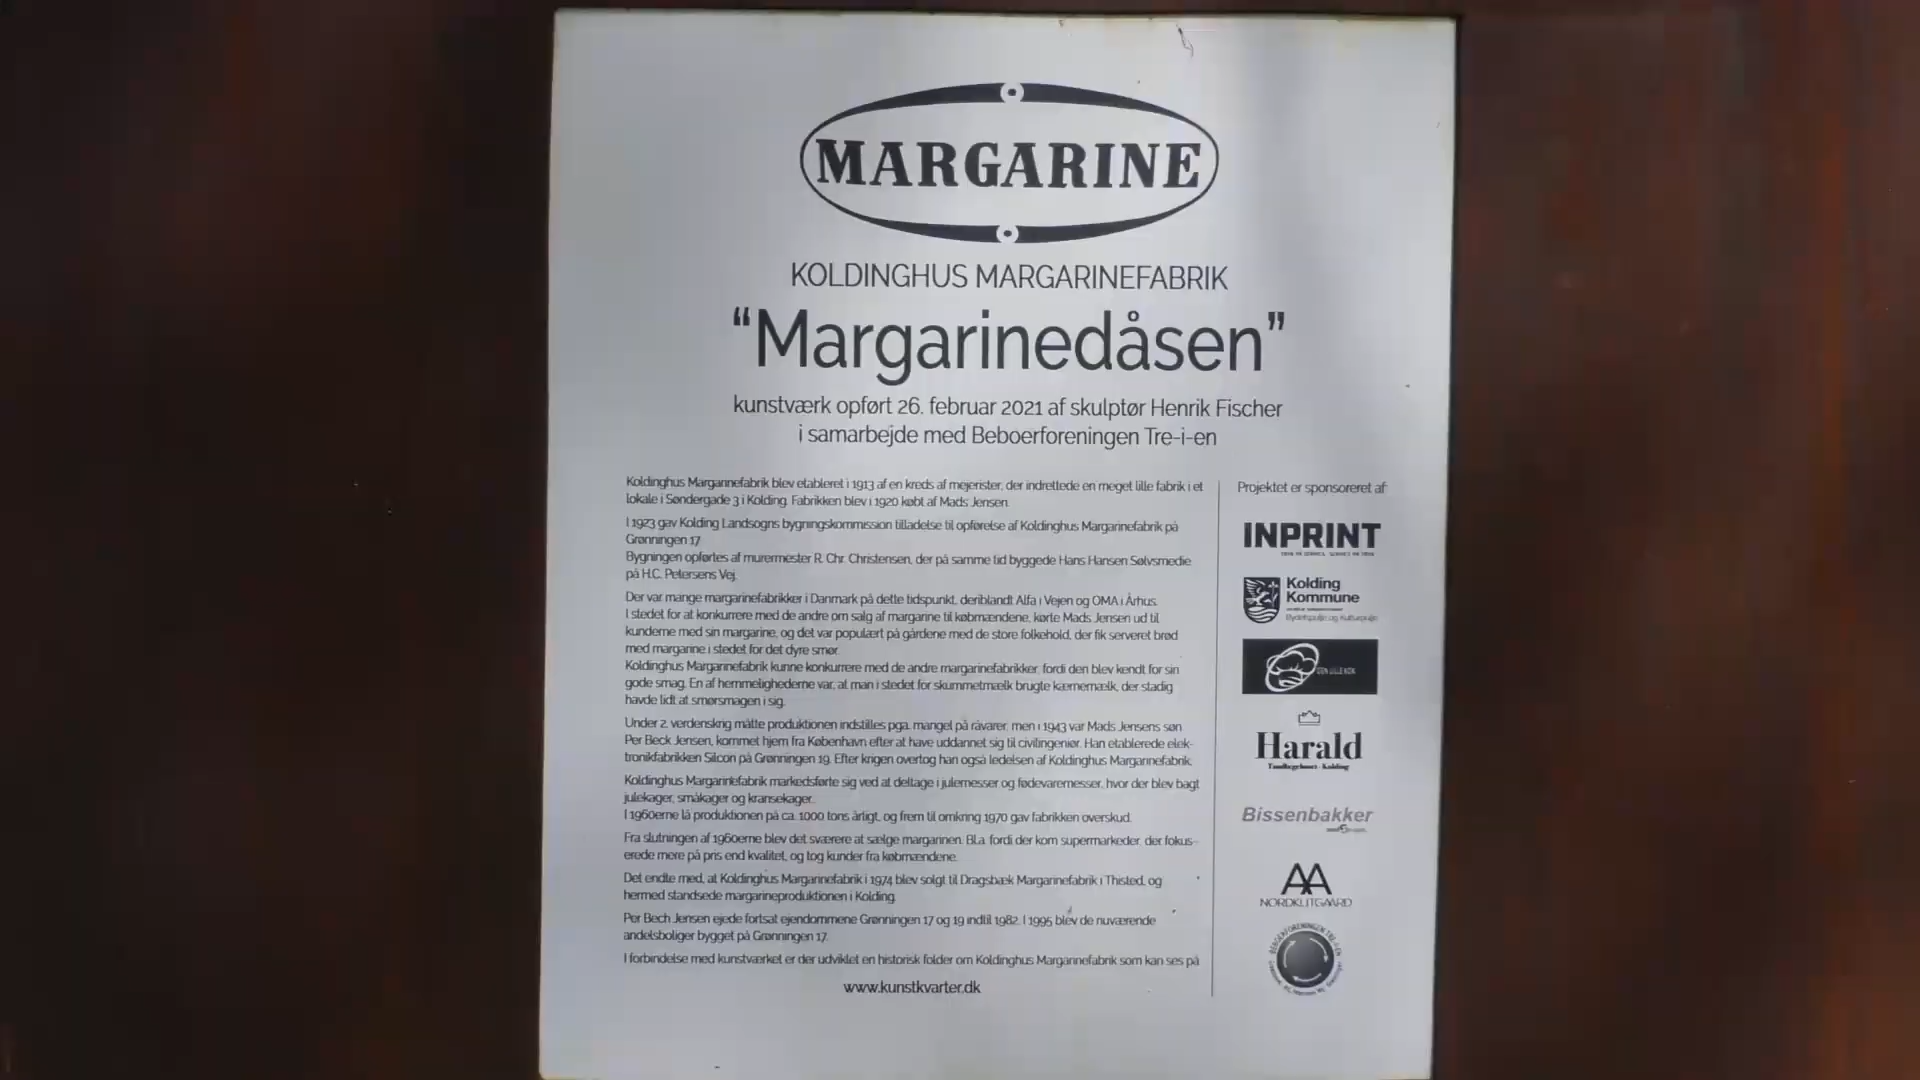 MARGARINE
KOLDINGHUS MARGARINEFABRIK
“Margarinedåsen”
kunstværk opført 26. februar 2021 af skulptør Henrik Fischer
i samarbejde med Beboerforeningen Tre-i-en
Koldinghus Margarinefabrik blev etableret i 1913 af en kreds af mejerister, der indrettede en meget lille fabrik i et
lokale i Søndergade 3 i Kolding. Fabrikken blev i 1920 købt af Mads Jensen.
I 1923 gav Kolding Landsogns bygningskommission tilladelse til opførelse af Koldinghus Margarinefabrik på
Grønningen 17
Bygningen opførtes af murermester R. Chr. Christensen, der på samme tid byggede Hans Hansen Sølvsmedie
på H.C. Petersens Vej.
Der var mange margarinefabrikker i Danmark på dette tidspunkt, deriblandt Alfa i Vejen og OMA i Århus.
I stedet for at konkurrere med de andre om salg af margarine til købmændene, kørte Mads Jensen ud til
kunderne med sin margarine, og det var populært på gårdene med de store folkehold, der fik serveret brød
med margarine i stedet for det dyre smør.
Koldinghus Margarinefabrik kunne konkurrere med de andre margarinefabrikker, fordi den blev kendt for sin
gode smag. En af hemmelighederne var, at man i stedet for skummetmælk brugte kærnemælk, der stadig
havde lidt af smørsmagen i sig.
Under 2. verdenskrig måtte produktionen indstilles pga. mangel på råvarer, men i 1943 var Mads Jensens søn
Per Beck Jensen, kommet hjem fra København efter at have uddannet sig til civilingeniør. Han etablerede elek-
tronikfabrikken Silcon på Grønningen 19. Efter krigen overtog han også ledelsen af Koldinghus Margarinefabrik.
Koldinghus Margarinefabrik markedsførte sig ved at deltage i julemesser og fødevaremesser, hvor der blev bagt
julekager, småkager og kransekager.
I 1960erne lå produktionen på ca. 1000 tons årligt, og frem til omkring 1970 gav fabrikken overskud.
Fra slutningen af 1960erne blev det sværere at sælge margarinen. Bl.a. fordi der kom supermarkeder, der fokus-
erede mere på pris end kvalitet, og tog kunder fra købmændene.
Det endte med, at Koldinghus Margarinefabrik i 1974 blev solgt til Dragsbæk Margarinefabrik i Thisted, og
hermed standsede margarineproduktionen i Kolding.
Per Bech Jensen ejede fortsat ejendommene Grønningen 17 og 19 indtil 1982. I 1995 blev de nuværende
andelsboliger bygget på Grønningen 17.
I forbindelse med kunstværket er der udviklet en historisk folder om Koldinghus Margarinefabrik som kan ses på
www.kunstkvarter.dk
Projektet er sponsoreret af:
INPRINT
Kolding
Kommune
Bydelspulje og Kulturpulje
DEN LILLE KOK
Harald
Tandlægehuset - Kolding
Bissenbakker
NORDKLITGAARD
BEBOERFORENINGEN TRE-I-EN